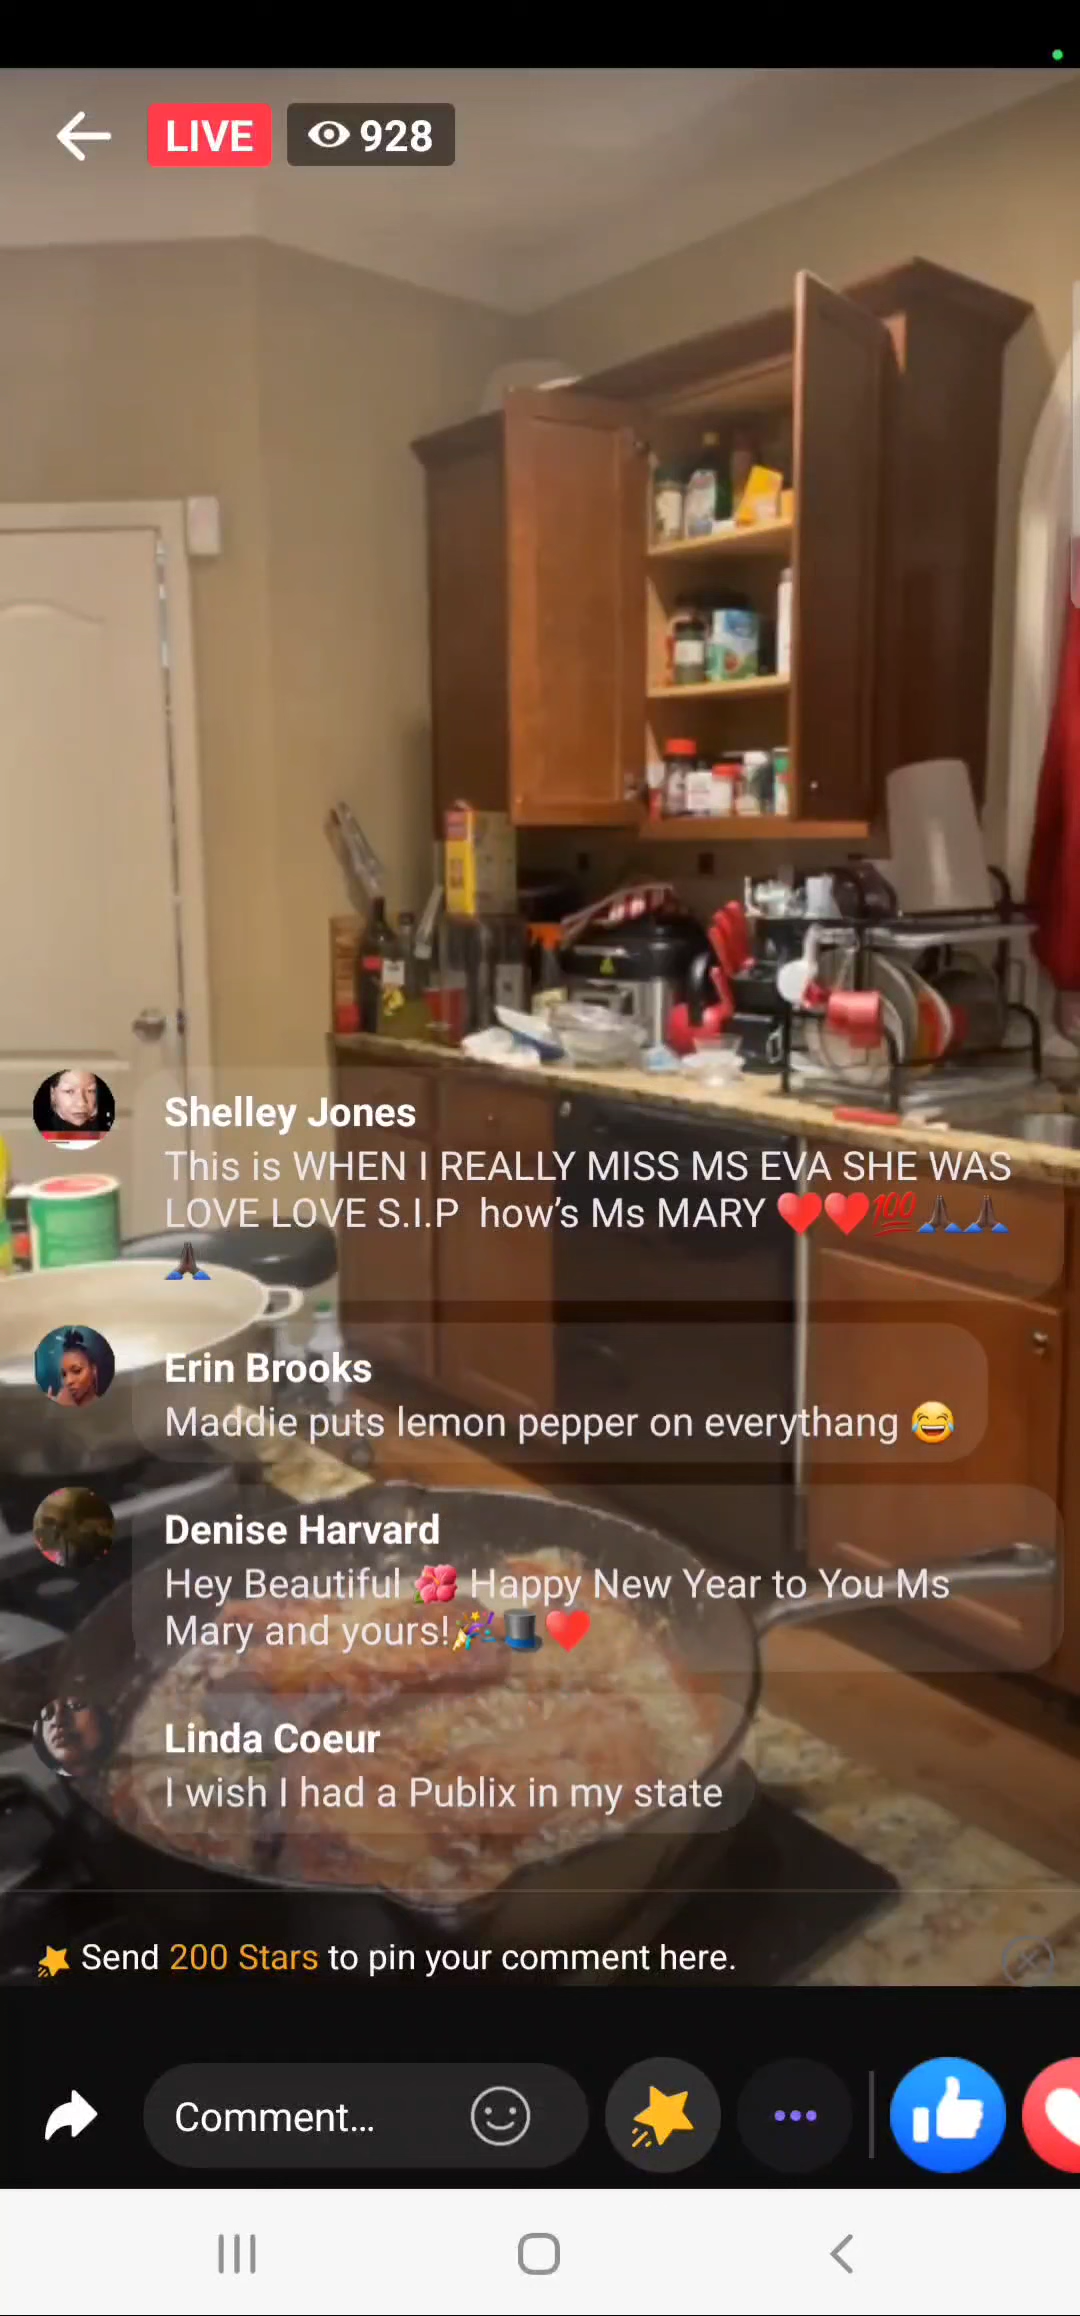 LIVE 928
Shelley Jones
This is WHEN I REALLY MISS MS EVA SHE WAS
LOVE LOVE S.I.P how's Ms MARY ❤️❤️💯🙏🏿🙏🏿
🙏🏿
Erin Brooks
Maddie puts lemon pepper on everythang 😂
Denise Harvard
Hey Beautiful 🌺 Happy New Year to You Ms
Mary and yours!🎉🎩❤️
Linda Coeur
I wish I had a Publix in my state
Send 200 Stars to pin your comment here.
Comment...